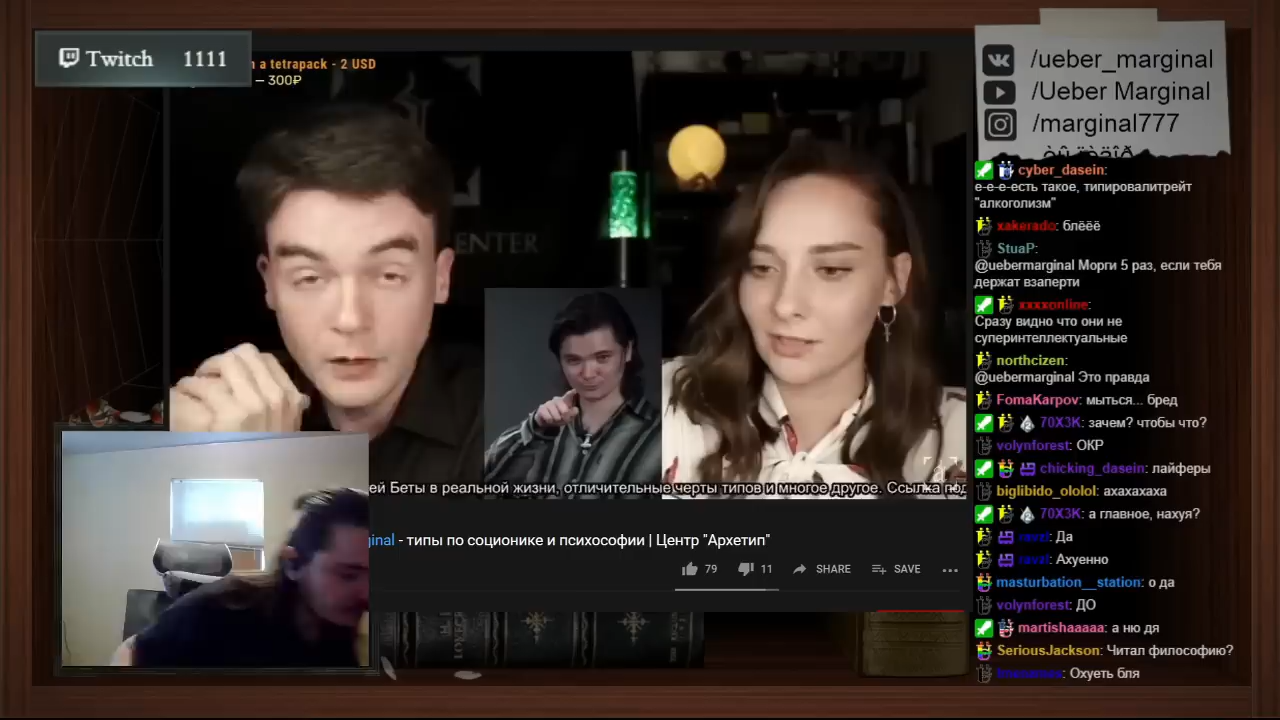 Twitch 1111
n a tetrapack - 2 USD
— 300₽
ENTER
ей Беты в реальной жизни, отличительные черты типов и многое другое. Ссылка под
ginal - типы по соционике и психософии | Центр "Архетип"
79 11 SHARE SAVE
/ueber_marginal
/Ueber Marginal
/marginal777
cyber_dasein:
е-е-е-есть такое, типировалитрейт
"алкоголизм"
xakerado: блёёё
StuaP:
@uebermarginal Морги 5 раз, если тебя
держат взаперти
xxxxonline:
Сразу видно что они не
суперинтеллектуальные
northcizen:
@uebermarginal Это правда
FomaKarpov: мыться... бред
70X3K: зачем? чтобы что?
volynforest: ОКР
chicking_dasein: лайферы
biglibido_ololol: ахахахаха
70X3K: а главное, нахуя?
Да
Ахуенно
masturbation__station: о да
volynforest: ДО
martishaaaaa: а ню дя
SeriousJackson: Читал философию?
Охуеть бля